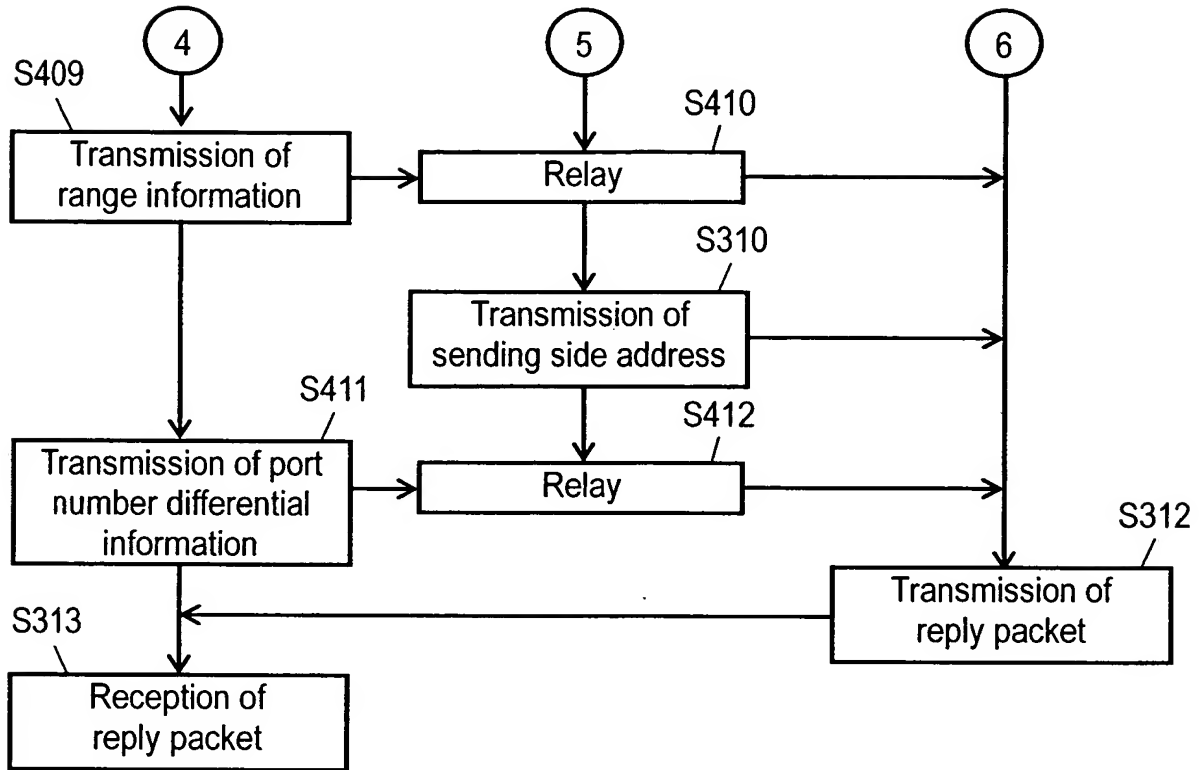 4
5
6
S409
Transmission of
range information
S410
Relay
S310
Transmission of
sending side address
S411
Transmission of port
number differential
information
S412
Relay
S312
Transmission of
reply packet
S313
Reception of
reply packet